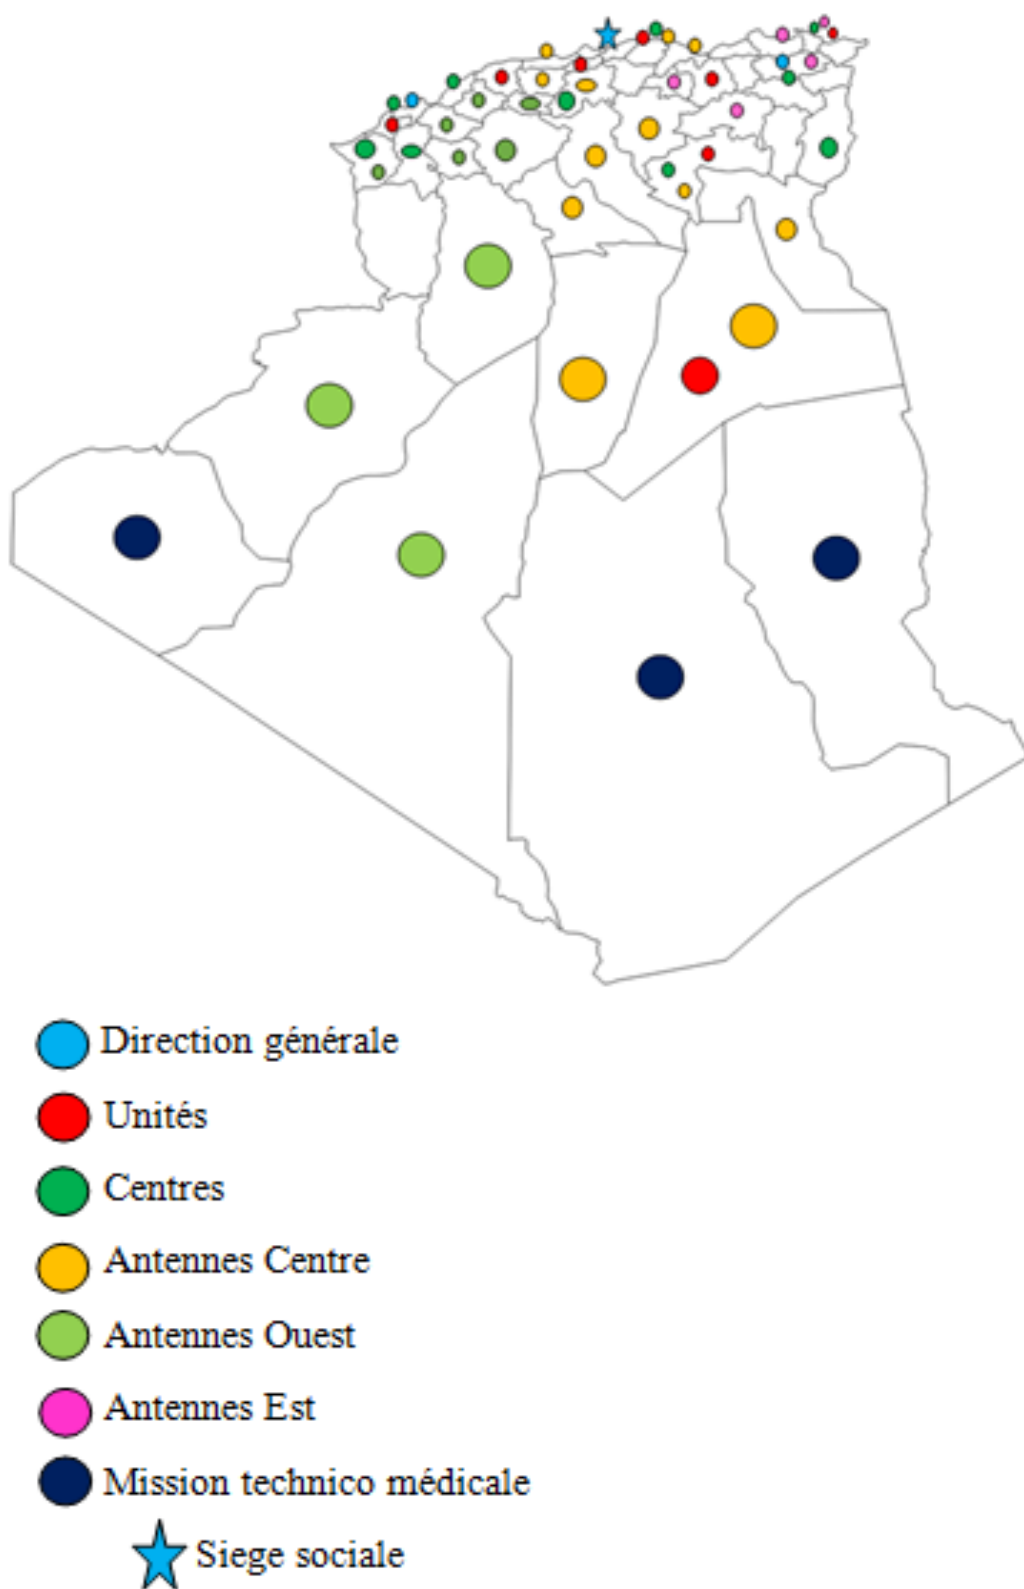 Direction générale
Unités
Centres
Antennes Centre
Antennes Ouest
Antennes Est
Mission technico médicale
Siege sociale